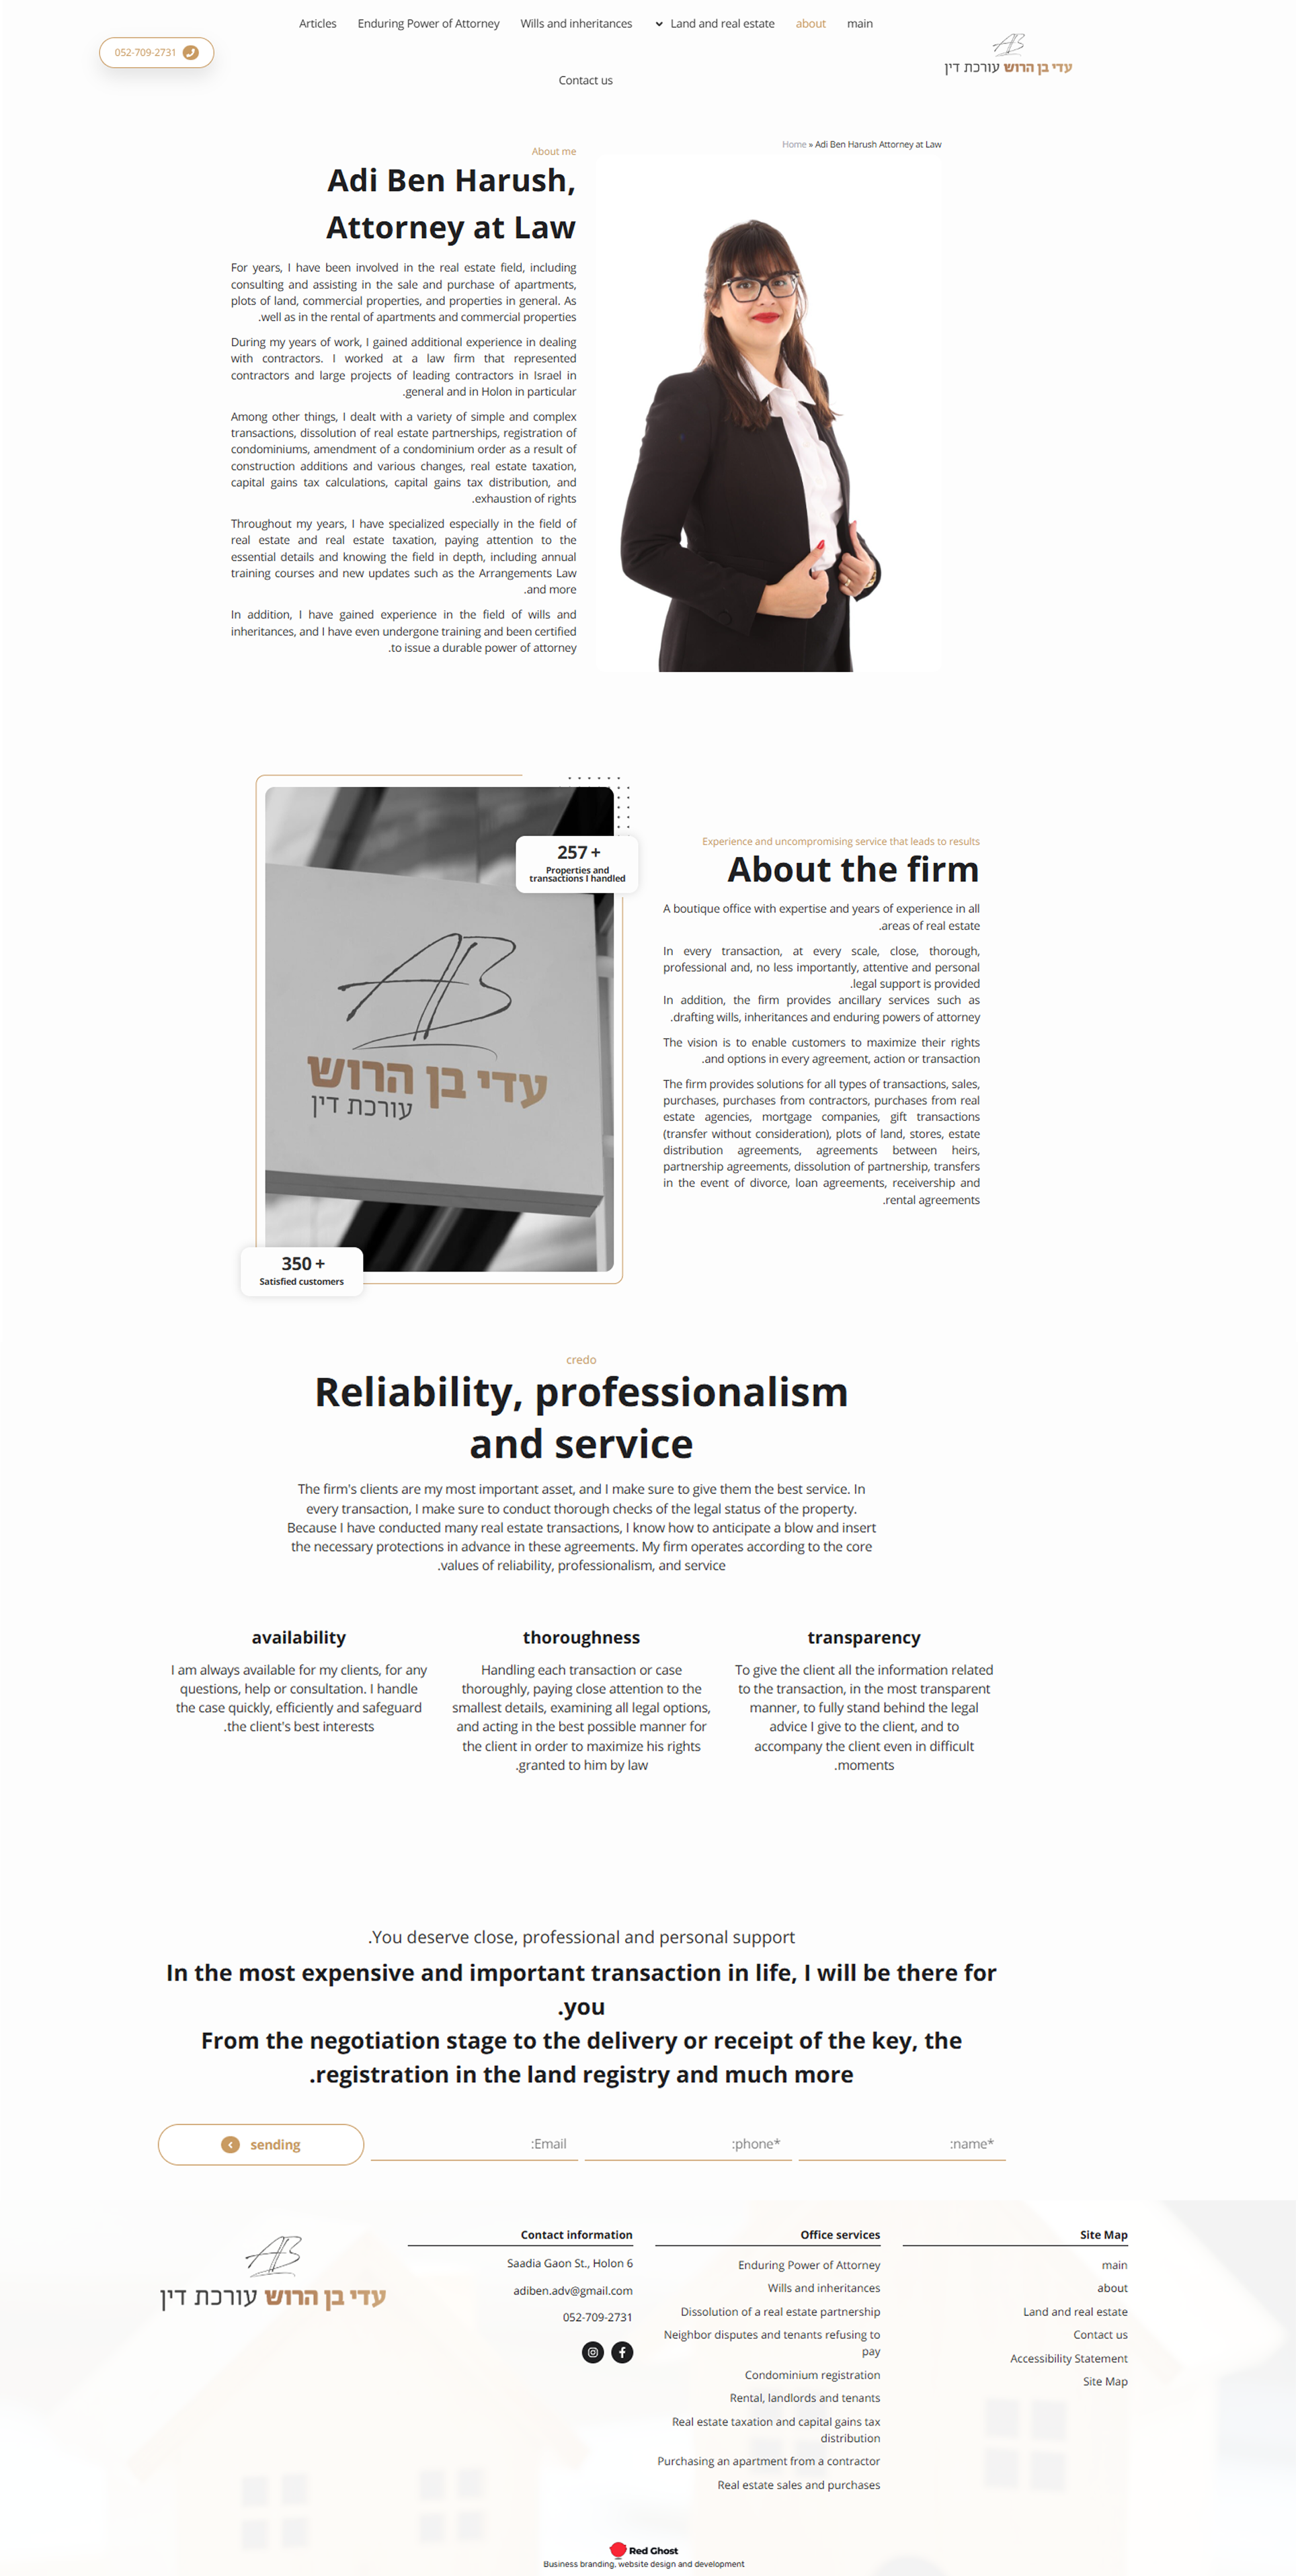 Articles Enduring Power of Attorney Wills and inheritances Land and real estate about main
052-709-2731
Contact us
AB
עדי בן הרוש עורכת דין
Home » Adi Ben Harush Attorney at Law
About me
Adi Ben Harush,
Attorney at Law
For years, I have been involved in the real estate field, including
consulting and assisting in the sale and purchase of apartments,
plots of land, commercial properties, and properties in general. As
.well as in the rental of apartments and commercial properties
During my years of work, I gained additional experience in dealing
with contractors. I worked at a law firm that represented
contractors and large projects of leading contractors in Israel in
.general and in Holon in particular
Among other things, I dealt with a variety of simple and complex
transactions, dissolution of real estate partnerships, registration of
condominiums, amendment of a condominium order as a result of
construction additions and various changes, real estate taxation,
capital gains tax calculations, capital gains tax distribution, and
.exhaustion of rights
Throughout my years, I have specialized especially in the field of
real estate and real estate taxation, paying attention to the
essential details and knowing the field in depth, including annual
training courses and new updates such as the Arrangements Law
.and more
In addition, I have gained experience in the field of wills and
inheritances, and I have even undergone training and been certified
.to issue a durable power of attorney
257 +
Properties and
transactions I handled
AB
עדי בן הרוש
עורכת דין
350 +
Satisfied customers
Experience and uncompromising service that leads to results
About the firm
A boutique office with expertise and years of experience in all
.areas of real estate
In every transaction, at every scale, close, thorough,
professional and, no less importantly, attentive and personal
.legal support is provided
In addition, the firm provides ancillary services such as
.drafting wills, inheritances and enduring powers of attorney
The vision is to enable customers to maximize their rights
.and options in every agreement, action or transaction
The firm provides solutions for all types of transactions, sales,
purchases, purchases from contractors, purchases from real
estate agencies, mortgage companies, gift transactions
(transfer without consideration), plots of land, stores, estate
distribution agreements, agreements between heirs,
partnership agreements, dissolution of partnership, transfers
in the event of divorce, loan agreements, receivership and
.rental agreements
credo
Reliability, professionalism
and service
The firm's clients are my most important asset, and I make sure to give them the best service. In
every transaction, I make sure to conduct thorough checks of the legal status of the property.
Because I have conducted many real estate transactions, I know how to anticipate a blow and insert
the necessary protections in advance in these agreements. My firm operates according to the core
.values of reliability, professionalism, and service
availability
I am always available for my clients, for any
questions, help or consultation. I handle
the case quickly, efficiently and safeguard
.the client's best interests
thoroughness
Handling each transaction or case
thoroughly, paying close attention to the
smallest details, examining all legal options,
and acting in the best possible manner for
the client in order to maximize his rights
.granted to him by law
transparency
To give the client all the information related
to the transaction, in the most transparent
manner, to fully stand behind the legal
advice I give to the client, and to
accompany the client even in difficult
.moments
.You deserve close, professional and personal support
In the most expensive and important transaction in life, I will be there for
.you
From the negotiation stage to the delivery or receipt of the key, the
.registration in the land registry and much more
sending :Email :phone* :name*
AB
עדי בן הרוש עורכת דין
Contact information
Saadia Gaon St., Holon 6
adiben.adv@gmail.com
052-709-2731
Office services
Enduring Power of Attorney
Wills and inheritances
Dissolution of a real estate partnership
Neighbor disputes and tenants refusing to
pay
Condominium registration
Rental, landlords and tenants
Real estate taxation and capital gains tax
distribution
Purchasing an apartment from a contractor
Real estate sales and purchases
Site Map
main
about
Land and real estate
Contact us
Accessibility Statement
Site Map
Red Ghost
Business branding, website design and development